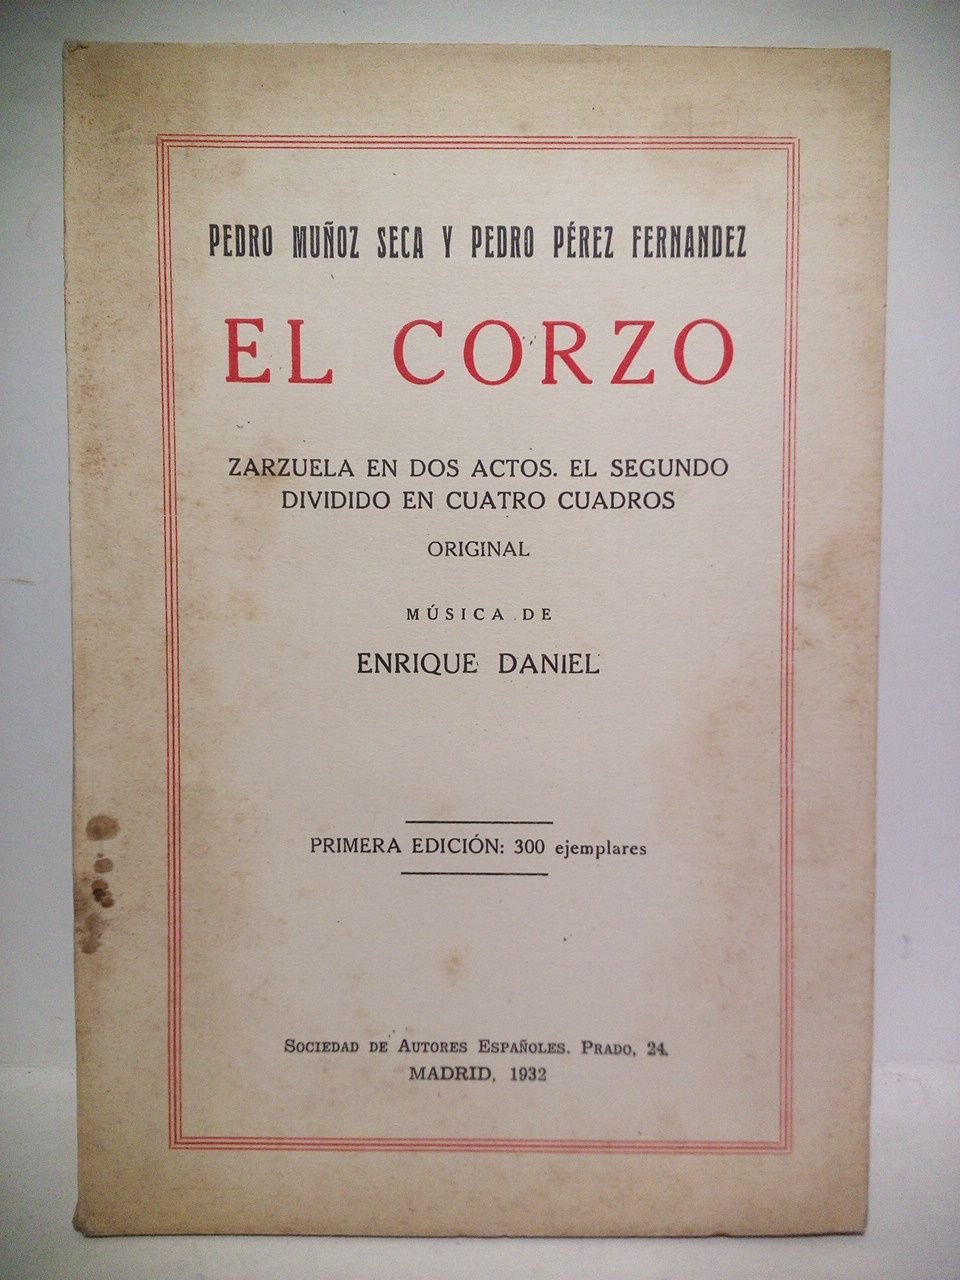 PEDRO MUÑOZ SECA Y PEDRO PÉREZ FERNANDEZ
EL CORZO
ZARZUELA EN DOS ACTOS. EL SEGUNDO
DIVIDIDO EN CUATRO CUADROS
ORIGINAL
MÚSICA DE
ENRIQUE DANIEL
PRIMERA EDICIÓN: 300 ejemplares
SOCIEDAD DE AUTORES ESPAÑOLES. PRADO, 24.
MADRID, 1932